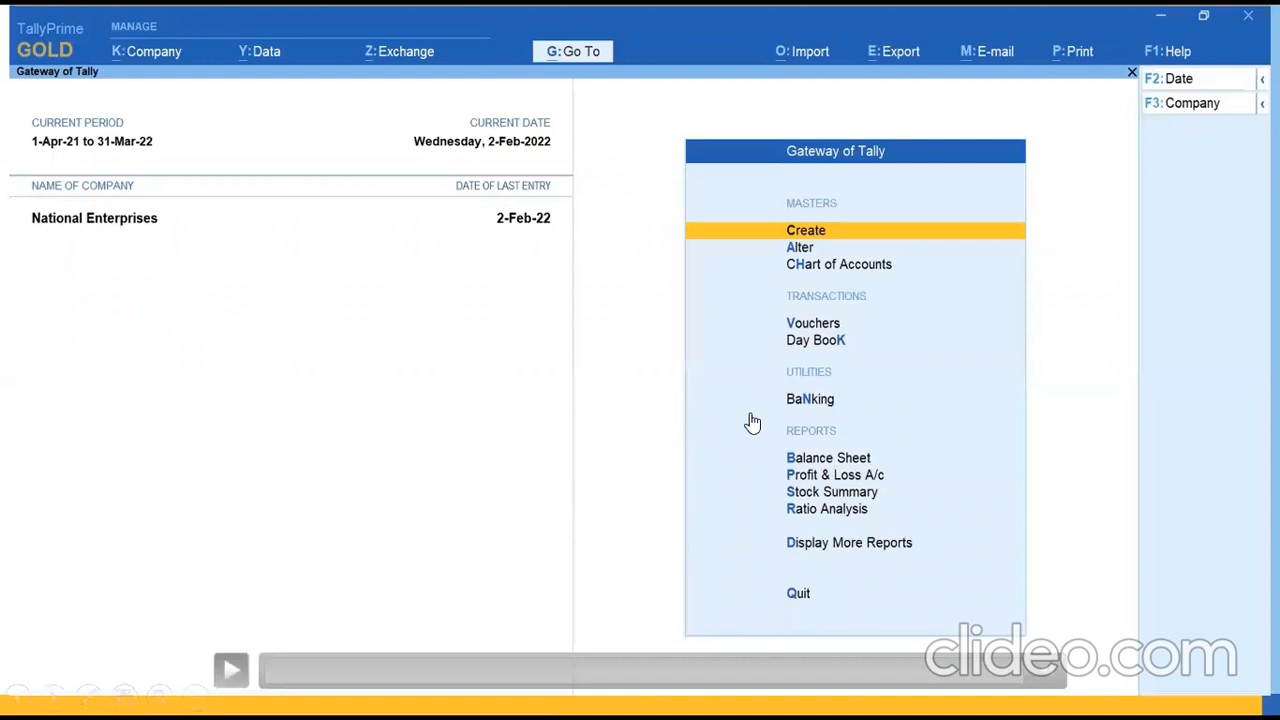 TallyPrime
GOLD
MANAGE
K:Company
Y:Data
Z:Exchange
G:Go To
O:Import
E:Export
M:E-mail
P:Print
F1:Help
Gateway of Tally
F2:Date
F3:Company
CURRENT PERIOD
CURRENT DATE
1-Apr-21 to 31-Mar-22
Wednesday, 2-Feb-2022
NAME OF COMPANY
DATE OF LAST ENTRY
National Enterprises
2-Feb-22
Gateway of Tally
MASTERS
Create
Alter
CHart of Accounts
TRANSACTIONS
Vouchers
Day BooK
UTILITIES
BaNking
REPORTS
Balance Sheet
Profit & Loss A/c
Stock Summary
Ratio Analysis
Display More Reports
Quit
clideo.com